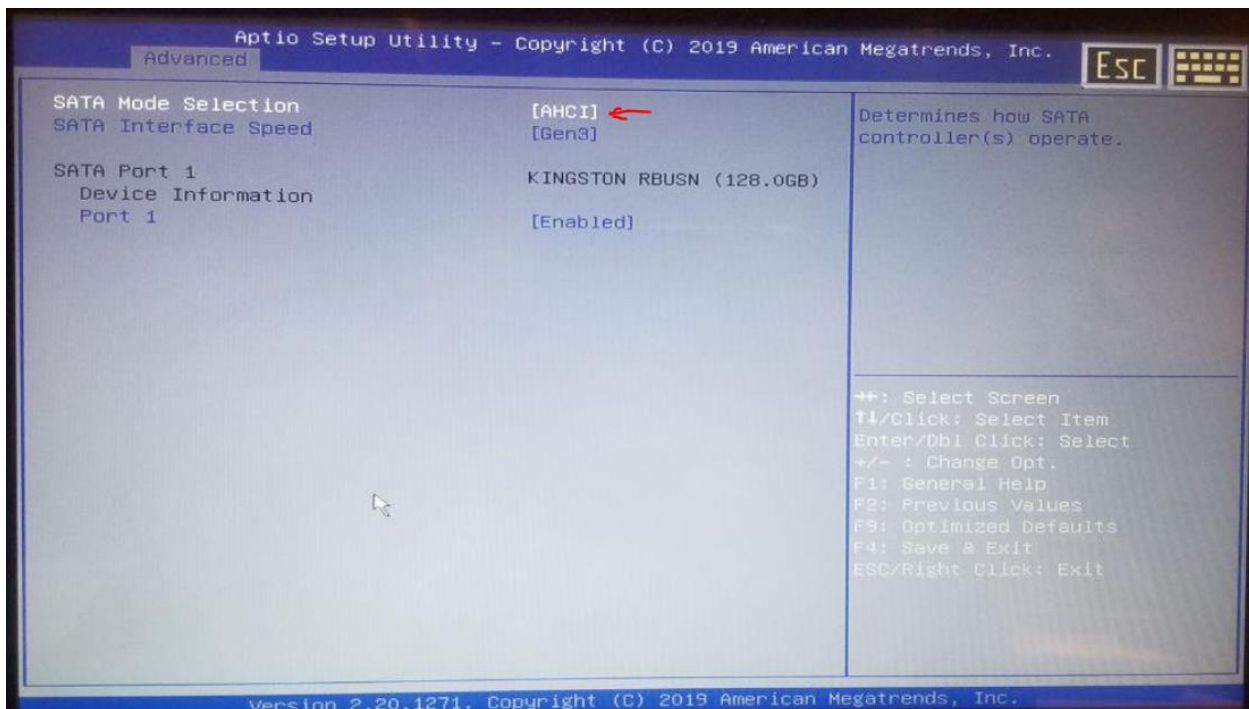 Aptio Setup Utility – Copyright (C) 2019 American Megatrends, Inc.
Advanced
Esc
SATA Mode Selection [AHCI]
SATA Interface Speed [Gen3]
SATA Port 1 KINGSTON RBUSN (128.0GB)
Device Information
Port 1 [Enabled]
Determines how SATA
controller(s) operate.
→←: Select Screen
↑↓/Click: Select Item
Enter/Dbl Click: Select
+/- : Change Opt.
F1: General Help
F2: Previous Values
F9: Optimized Defaults
F4: Save & Exit
ESC/Right Click: Exit
Version 2.20.1271. Copyright (C) 2019 American Megatrends, Inc.